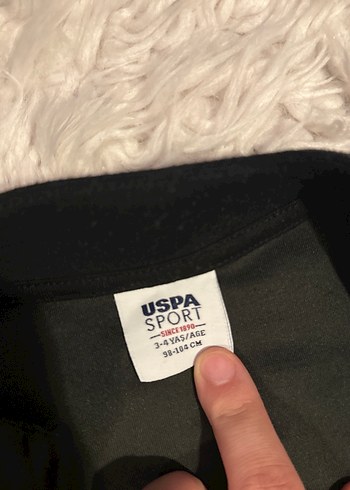 USPA
SPORT
SINCE 1890
3-4 YAŞ/AGE
98-104 CM